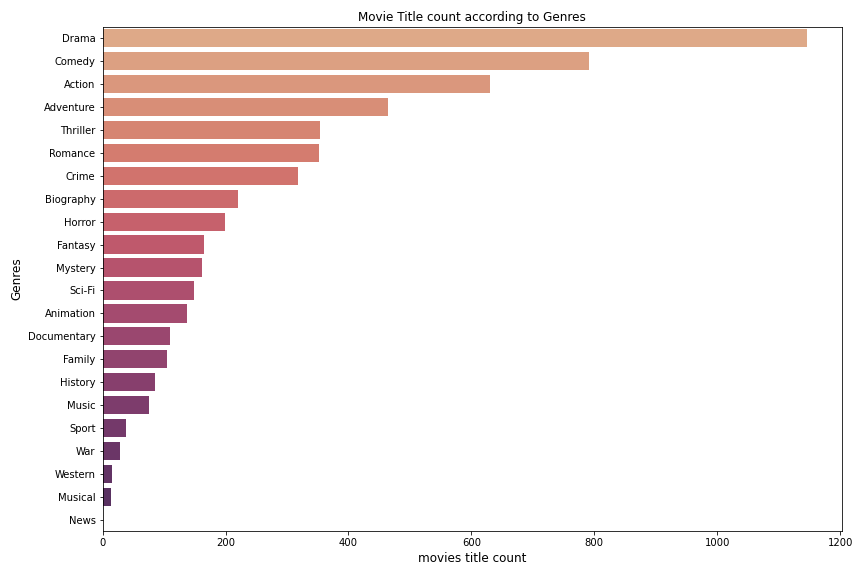 Movie Title count according to Genres
Genres
Drama
Comedy
Action
Adventure
Thriller
Romance
Crime
Biography
Horror
Fantasy
Mystery
Sci-Fi
Animation
Documentary
Family
History
Music
Sport
War
Western
Musical
News
0 200 400 600 800 1000 1200
movies title count